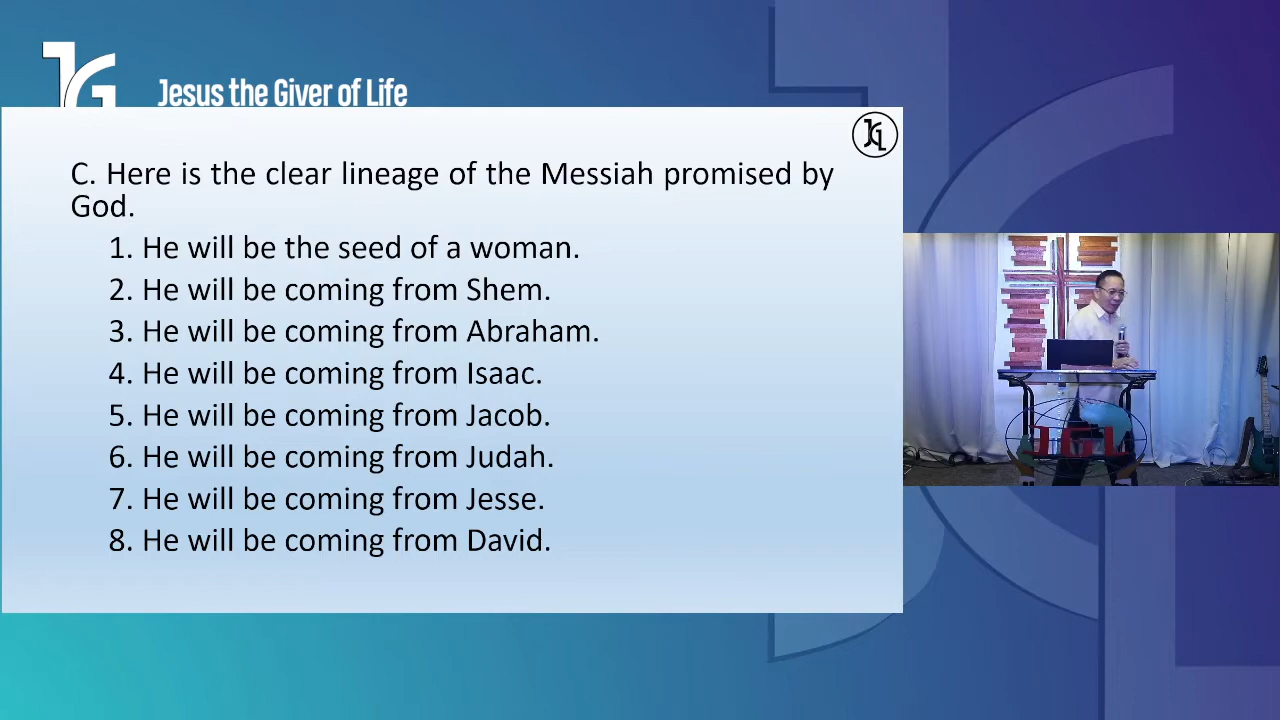 Jesus the Giver of Life
C. Here is the clear lineage of the Messiah promised by
God.
1. He will be the seed of a woman.
2. He will be coming from Shem.
3. He will be coming from Abraham.
4. He will be coming from Isaac.
5. He will be coming from Jacob.
6. He will be coming from Judah.
7. He will be coming from Jesse.
8. He will be coming from David.
JGL